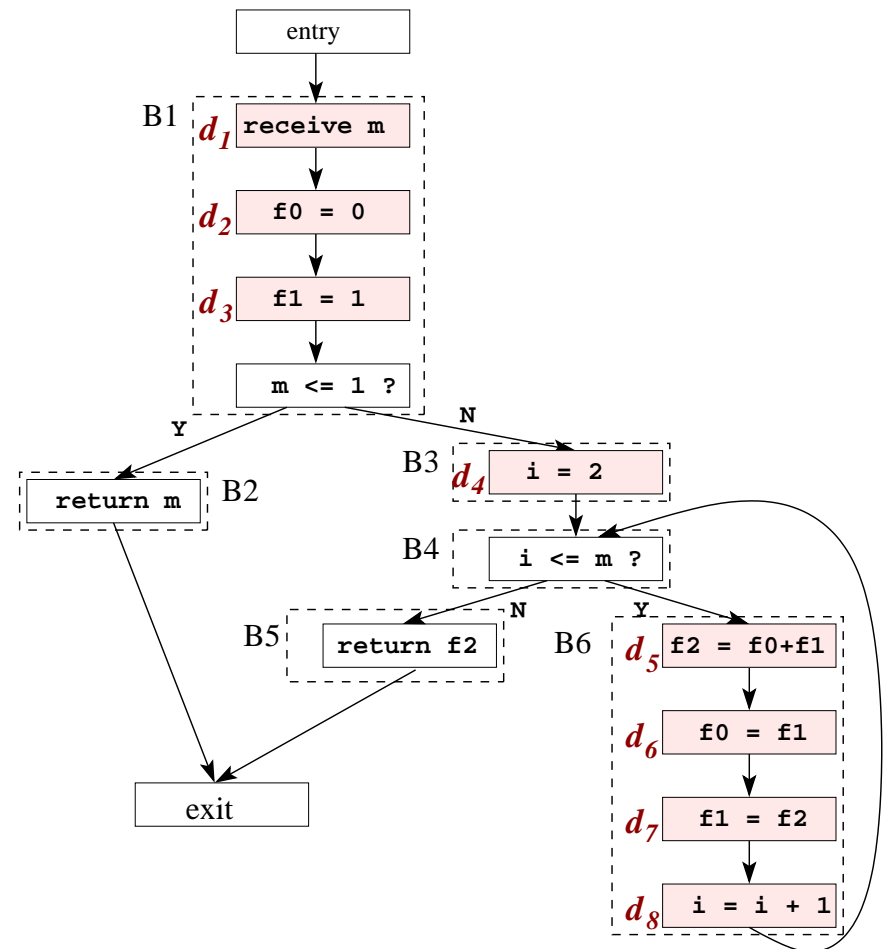 entry
B1
d1 receive m
d2 f0 = 0
d3 f1 = 1
m <= 1 ?
Y
N
B2
return m
B3
d4 i = 2
B4
i <= m ?
N
Y
B5
return f2
B6
d5 f2 = f0+f1
d6 f0 = f1
d7 f1 = f2
d8 i = i + 1
exit